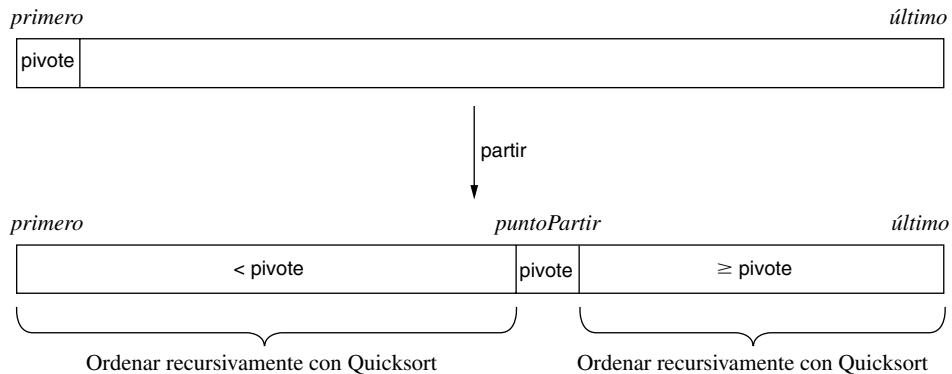 primero último
pivote
partir
primero puntoPartir último
< pivote pivote ≥ pivote
Ordenar recursivamente con Quicksort Ordenar recursivamente con Quicksort